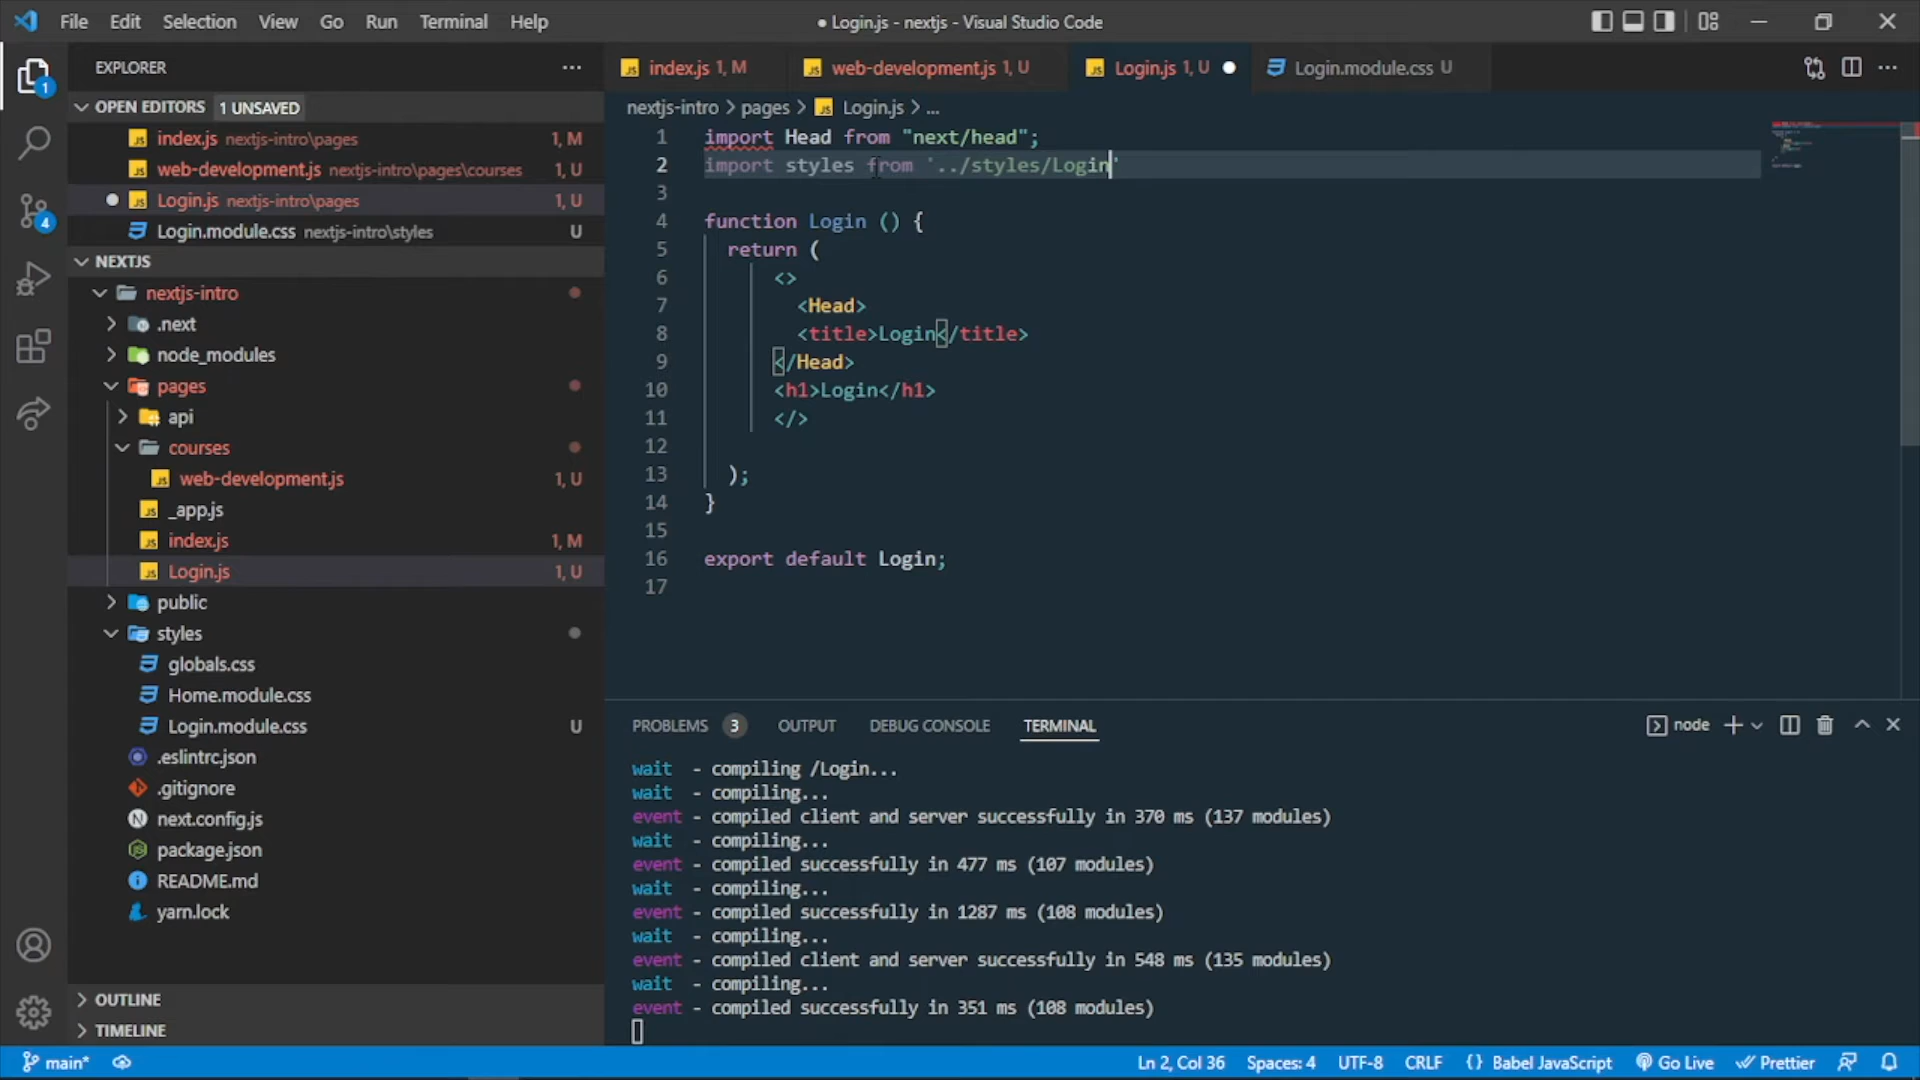 File Edit Selection View Go Run Terminal Help
● Login.js - nextjs - Visual Studio Code
EXPLORER
OPEN EDITORS 1 UNSAVED
index.js nextjs-intro\pages 1, M
web-development.js nextjs-intro\pages\courses 1, U
Login.js nextjs-intro\pages 1, U
Login.module.css nextjs-intro\styles U
NEXTJS
nextjs-intro
.next
node_modules
pages
api
courses
web-development.js 1, U
_app.js
index.js 1, M
Login.js 1, U
public
styles
globals.css
Home.module.css
Login.module.css U
.eslintrc.json
.gitignore
next.config.js
package.json
README.md
yarn.lock
OUTLINE
TIMELINE
1
4
index.js 1, M web-development.js 1, U Login.js 1, U Login.module.css U
nextjs-intro > pages > Login.js > ...
1 import Head from "next/head";
2 import styles from '../styles/Login'
3
4 function Login () {
5 return (
6 <>
7 <Head>
8 <title>Login</title>
9 </Head>
10 <h1>Login</h1>
11 </>
12
13 );
14 }
15
16 export default Login;
17
PROBLEMS 3 OUTPUT DEBUG CONSOLE TERMINAL node
wait - compiling /Login...
wait - compiling...
event - compiled client and server successfully in 370 ms (137 modules)
wait - compiling...
event - compiled successfully in 477 ms (107 modules)
wait - compiling...
event - compiled successfully in 1287 ms (108 modules)
wait - compiling...
event - compiled client and server successfully in 548 ms (135 modules)
wait - compiling...
event - compiled successfully in 351 ms (108 modules)
main* Ln 2, Col 36 Spaces: 4 UTF-8 CRLF {} Babel JavaScript Go Live Prettier